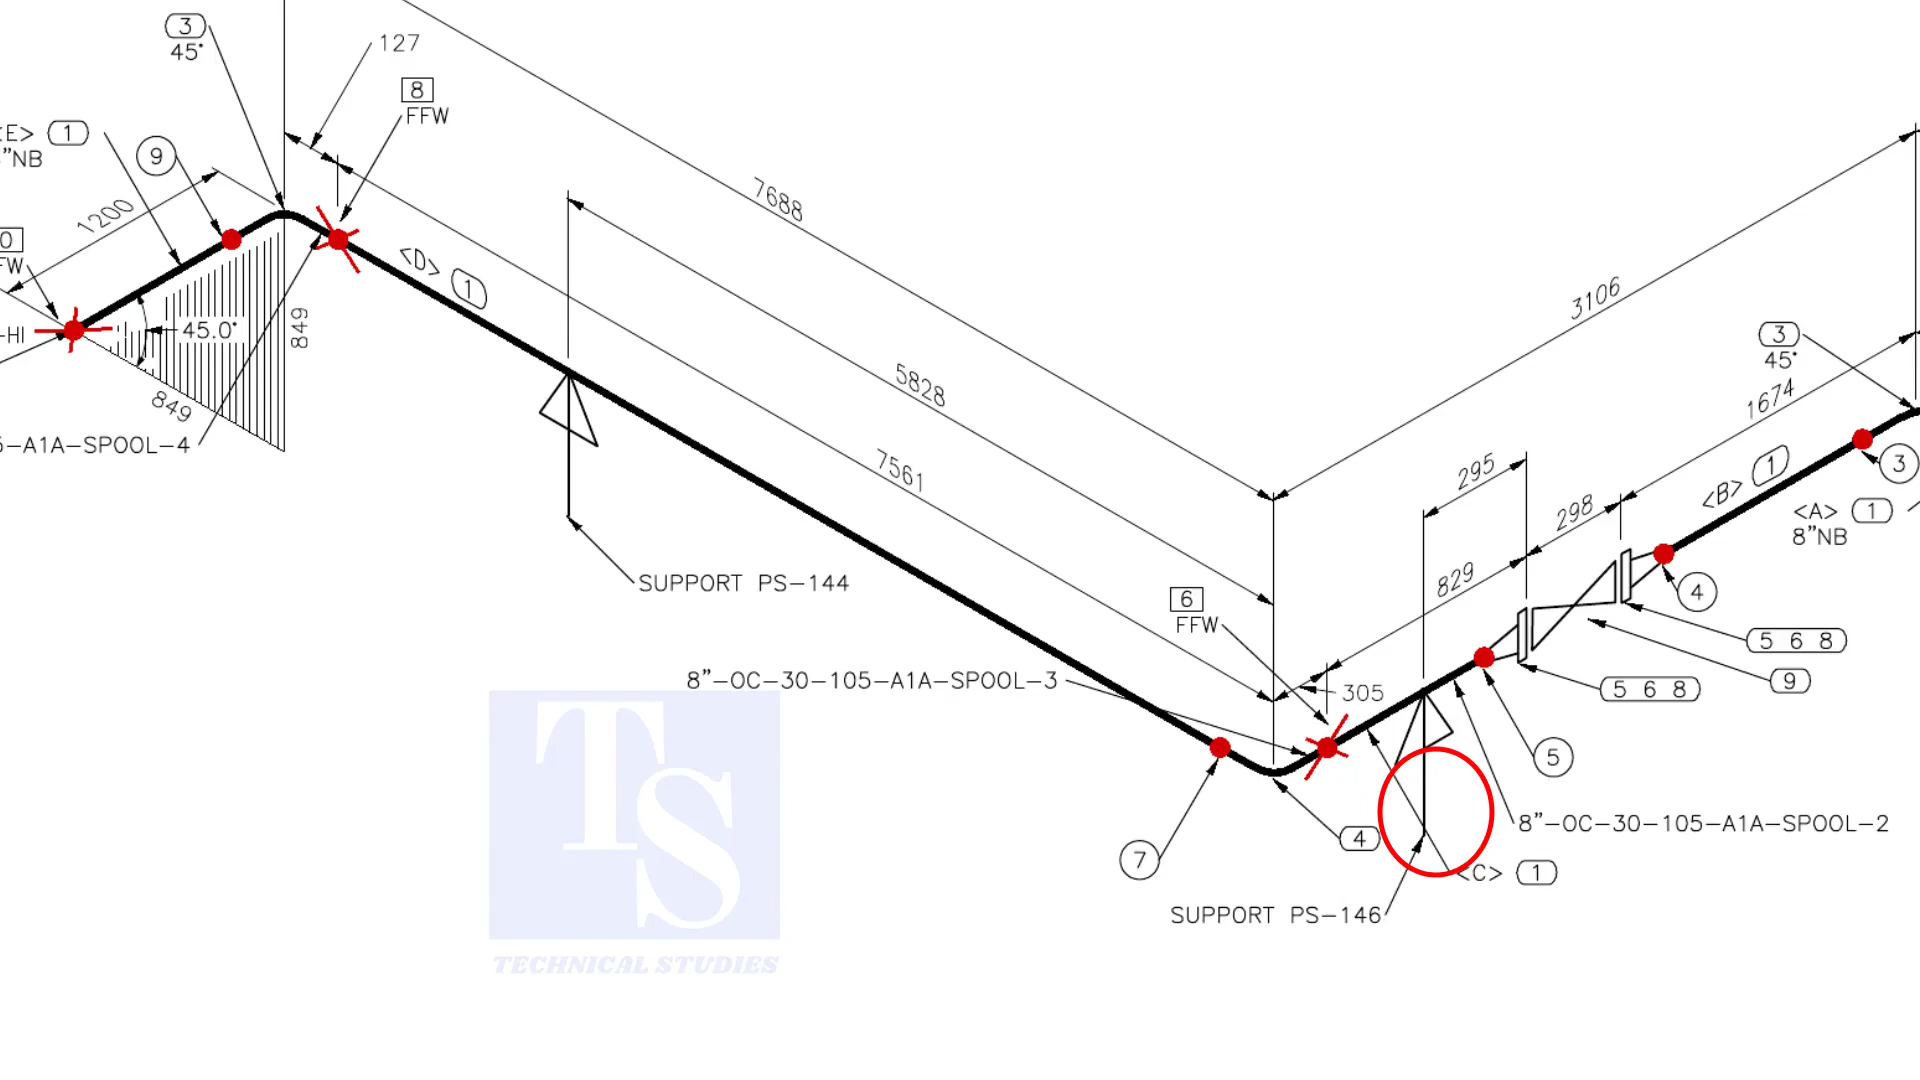 3
45°
127
8
FFW
<E> 1
"NB
9
1200
0
FW
-HI
45.0°
849
849
5-A1A-SPOOL-4
<D> 1
7688
5828
7561
3106
1674
295
298
829
305
SUPPORT PS-144
6
FFW
8"-OC-30-105-A1A-SPOOL-3
3
45°
<B> 1
3
<A> 1
8"NB
4
5 6 8
9
5 6 8
5
8"-OC-30-105-A1A-SPOOL-2
4
7
<C> 1
SUPPORT PS-146
TS
TECHNICAL STUDIES